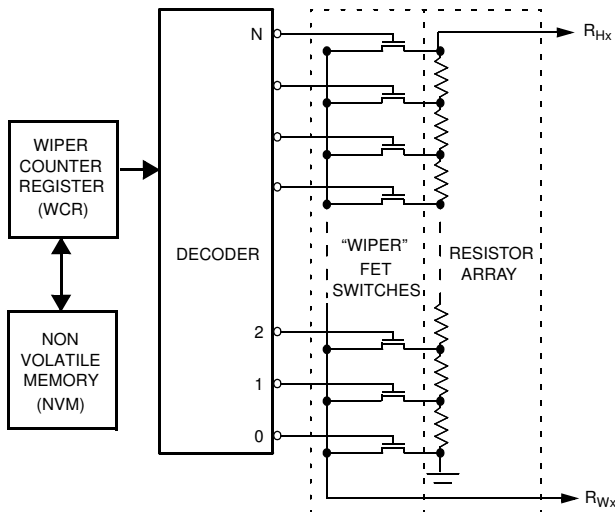 N
R_Hx
WIPER
COUNTER
REGISTER
(WCR)
DECODER
“WIPER”
FET
SWITCHES
RESISTOR
ARRAY
NON
VOLATILE
MEMORY
(NVM)
2
1
0
R_Wx